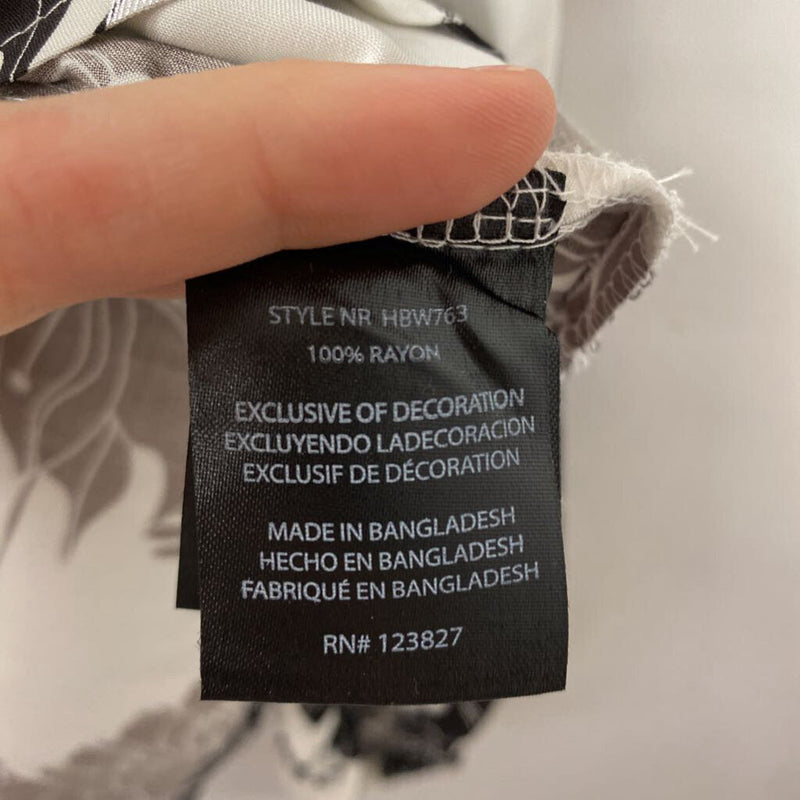 STYLE NR HBW763
100% RAYON
EXCLUSIVE OF DECORATION
EXCLUYENDO LADECORACION
EXCLUSIF DE DÉCORATION
MADE IN BANGLADESH
HECHO EN BANGLADESH
FABRIQUÉ EN BANGLADESH
RN# 123827